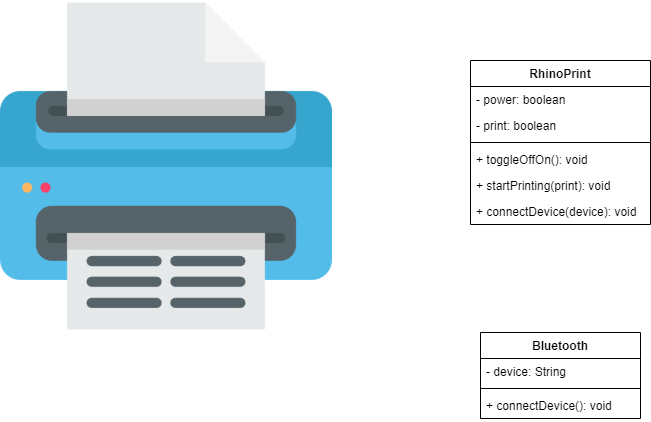 RhinoPrint
- power: boolean
- print: boolean
+ toggleOffOn(): void
+ startPrinting(print): void
+ connectDevice(device): void
Bluetooth
- device: String
+ connectDevice(): void